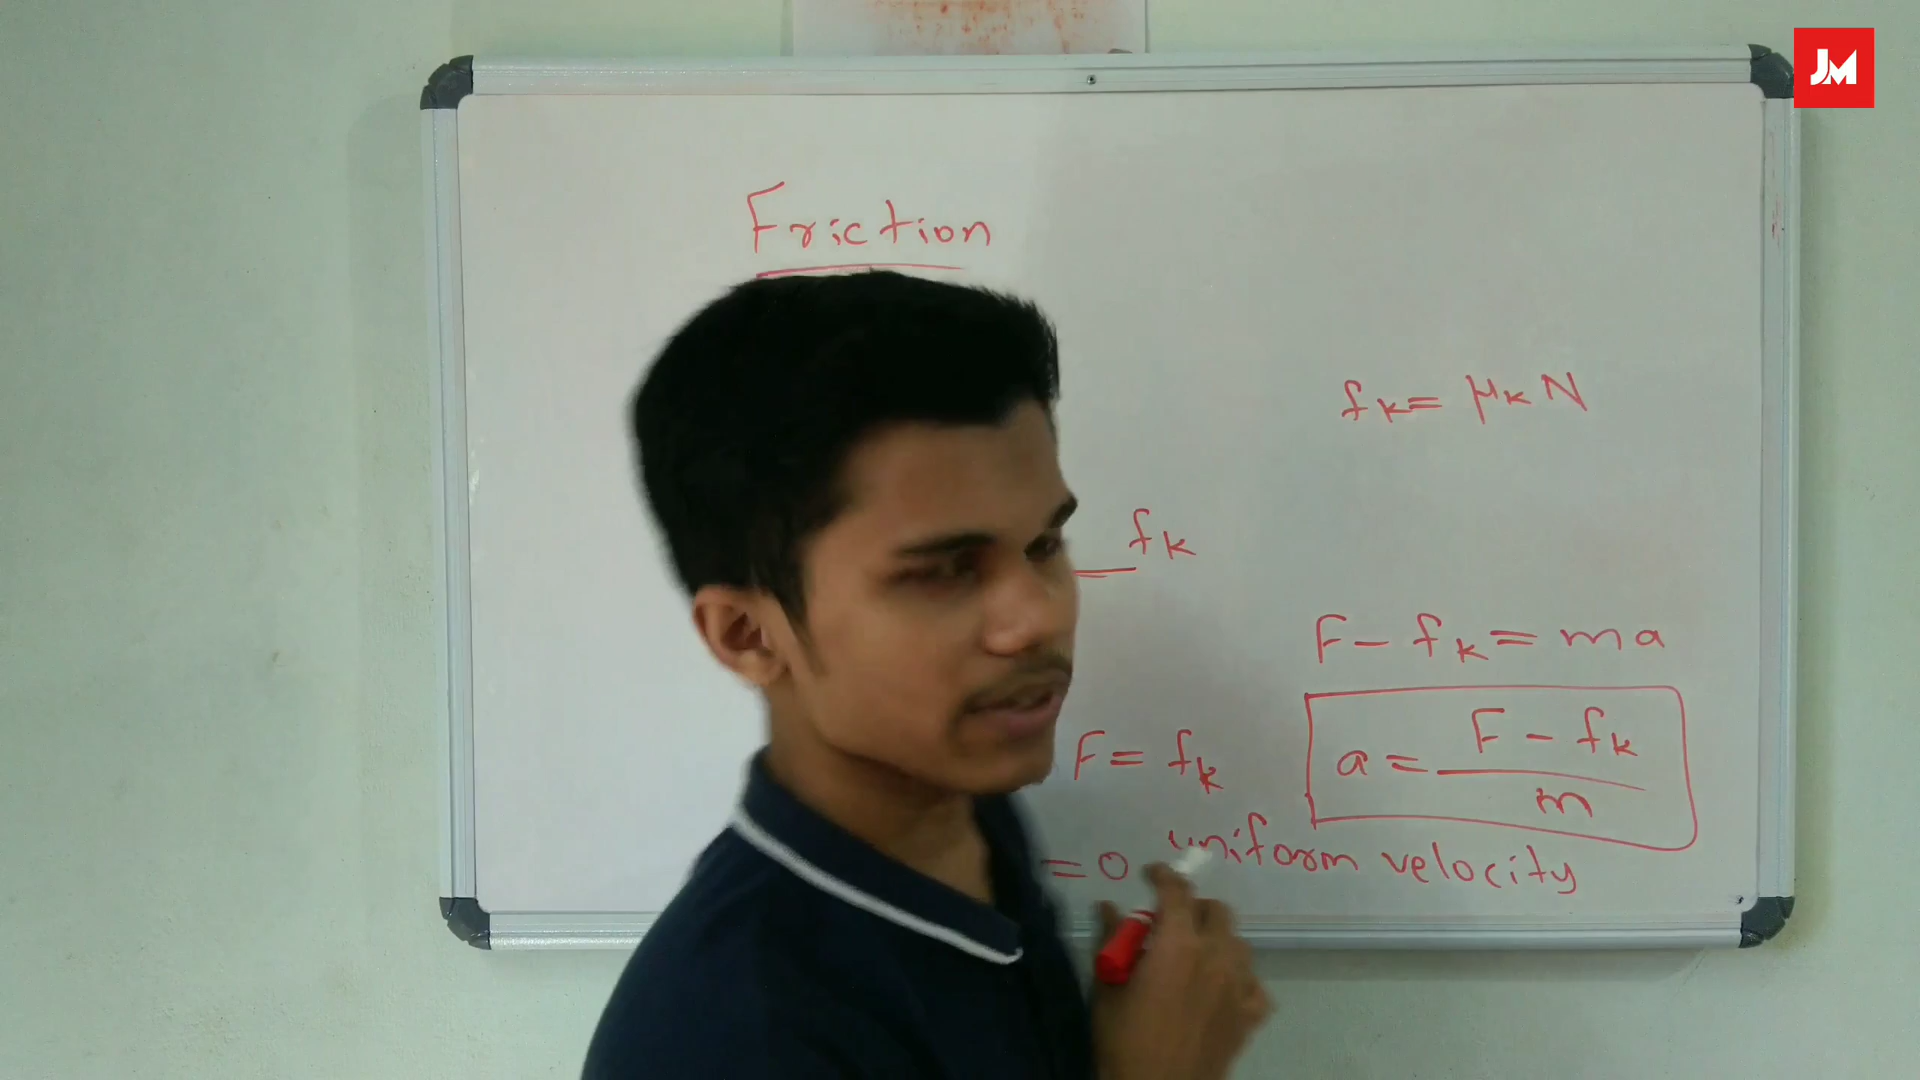 JM
Friction
fk = μk N
fk
F - fk = ma
F = fk
a = F - fk / m
= 0 uniform velocity